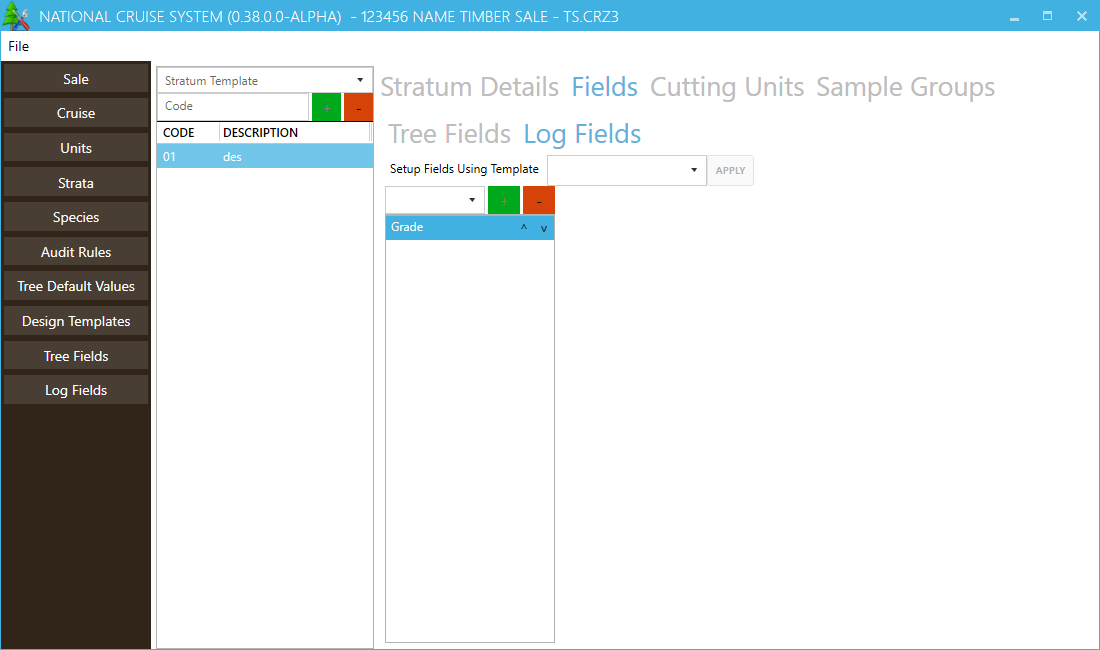 NATIONAL CRUISE SYSTEM (0.38.0.0-ALPHA) - 123456 NAME TIMBER SALE - TS.CRZ3
File
Sale
Cruise
Units
Strata
Species
Audit Rules
Tree Default Values
Design Templates
Tree Fields
Log Fields
Stratum Template
Code
+ -
CODE DESCRIPTION
01 des
Stratum Details Fields Cutting Units Sample Groups
Tree Fields Log Fields
Setup Fields Using Template APPLY
+ -
Grade ^ v